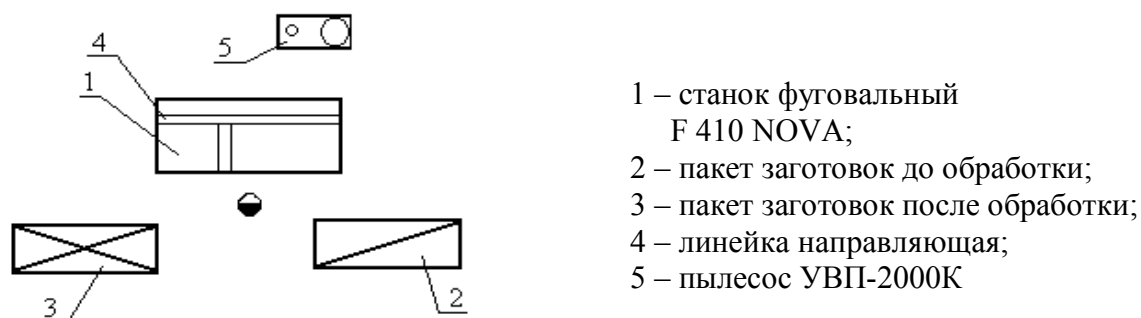 5
4
1
3
2
1 – станок фуговальный
F 410 NOVA;
2 – пакет заготовок до обработки;
3 – пакет заготовок после обработки;
4 – линейка направляющая;
5 – пылесос УВП-2000К